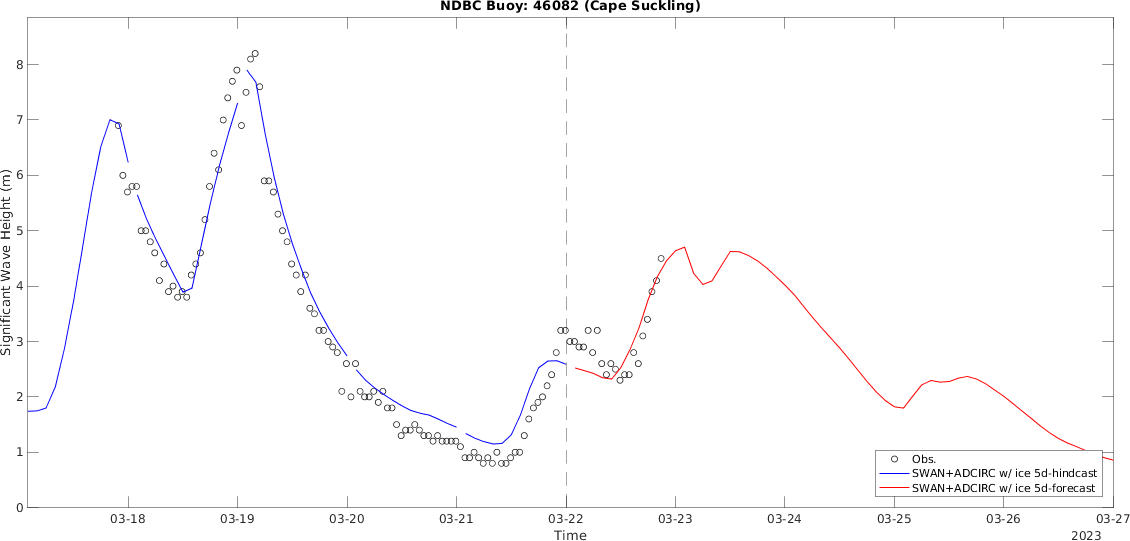 NDBC Buoy: 46082 (Cape Suckling)
Significant Wave Height (m)
8
7
6
5
4
3
2
1
0
Obs.
SWAN+ADCIRC w/ ice 5d-hindcast
SWAN+ADCIRC w/ ice 5d-forecast
03-18 03-19 03-20 03-21 03-22 03-23 03-24 03-25 03-26 03-27
Time 2023